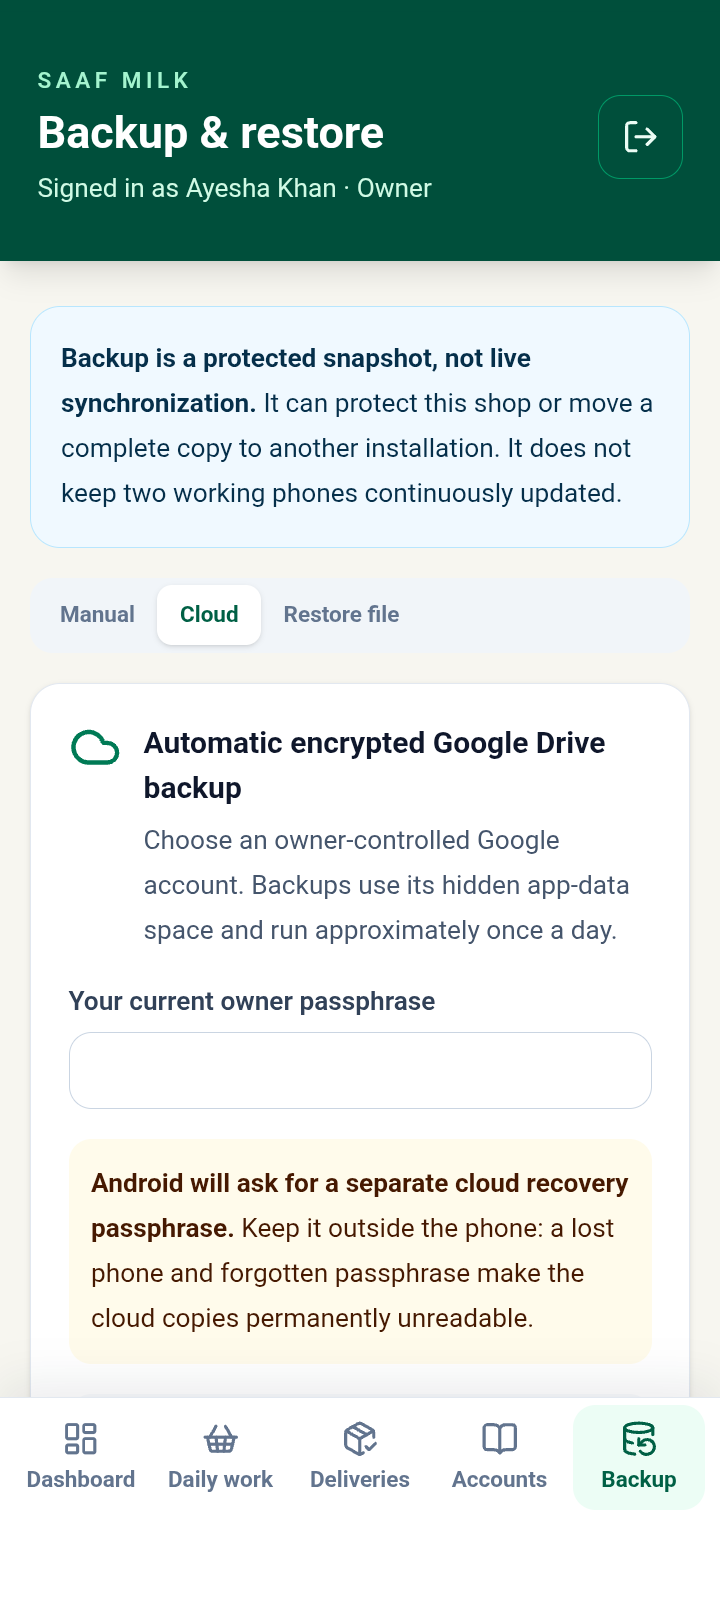 SAAF MILK
Backup & restore
Signed in as Ayesha Khan · Owner
Backup is a protected snapshot, not live
synchronization. It can protect this shop or move a
complete copy to another installation. It does not
keep two working phones continuously updated.
Manual Cloud Restore file
Automatic encrypted Google Drive
backup
Choose an owner-controlled Google
account. Backups use its hidden app-data
space and run approximately once a day.
Your current owner passphrase
Android will ask for a separate cloud recovery
passphrase. Keep it outside the phone: a lost
phone and forgotten passphrase make the
cloud copies permanently unreadable.
Dashboard Daily work Deliveries Accounts Backup